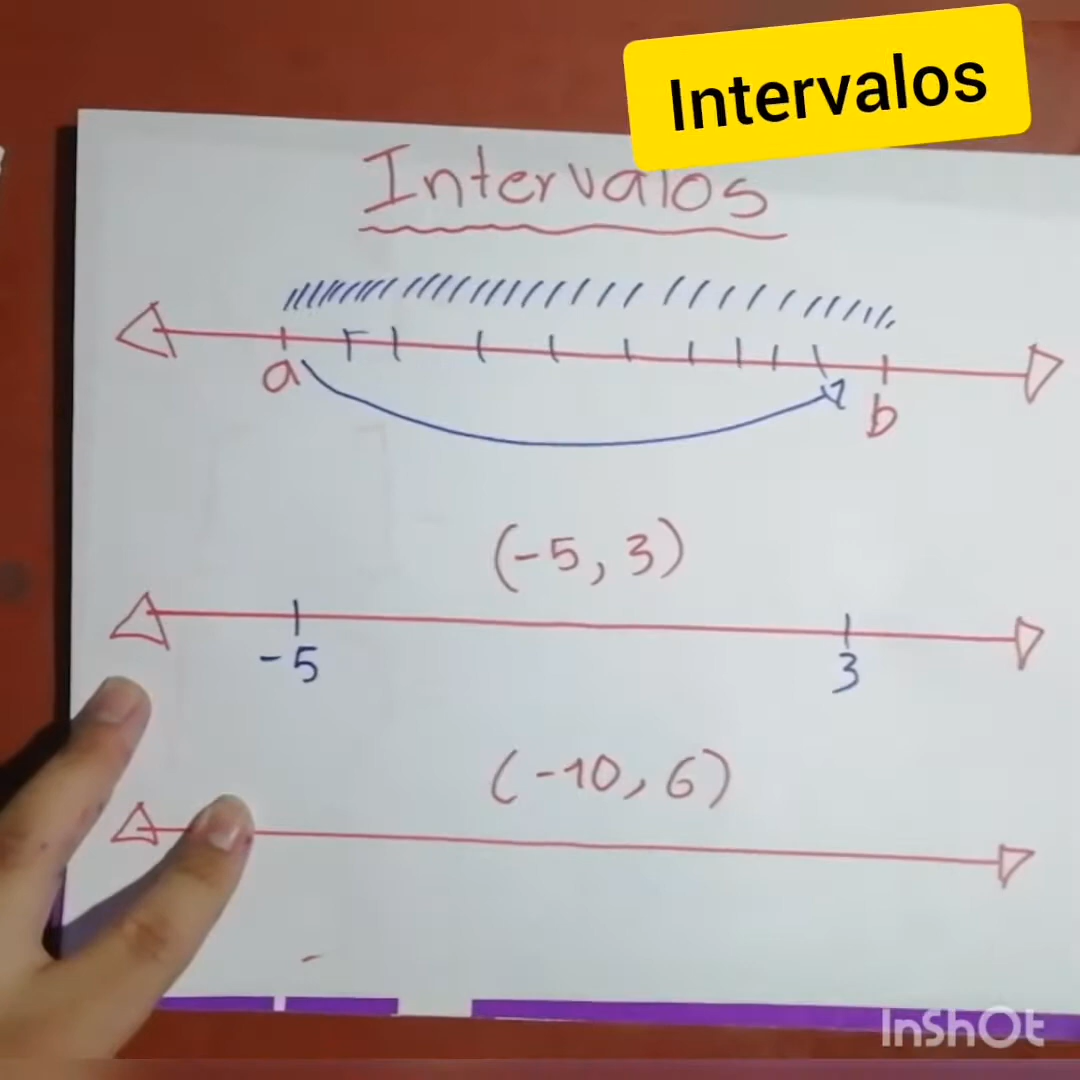 Intervalos
Intervalos
a b
(-5, 3)
-5 3
(-10, 6)
InShOt